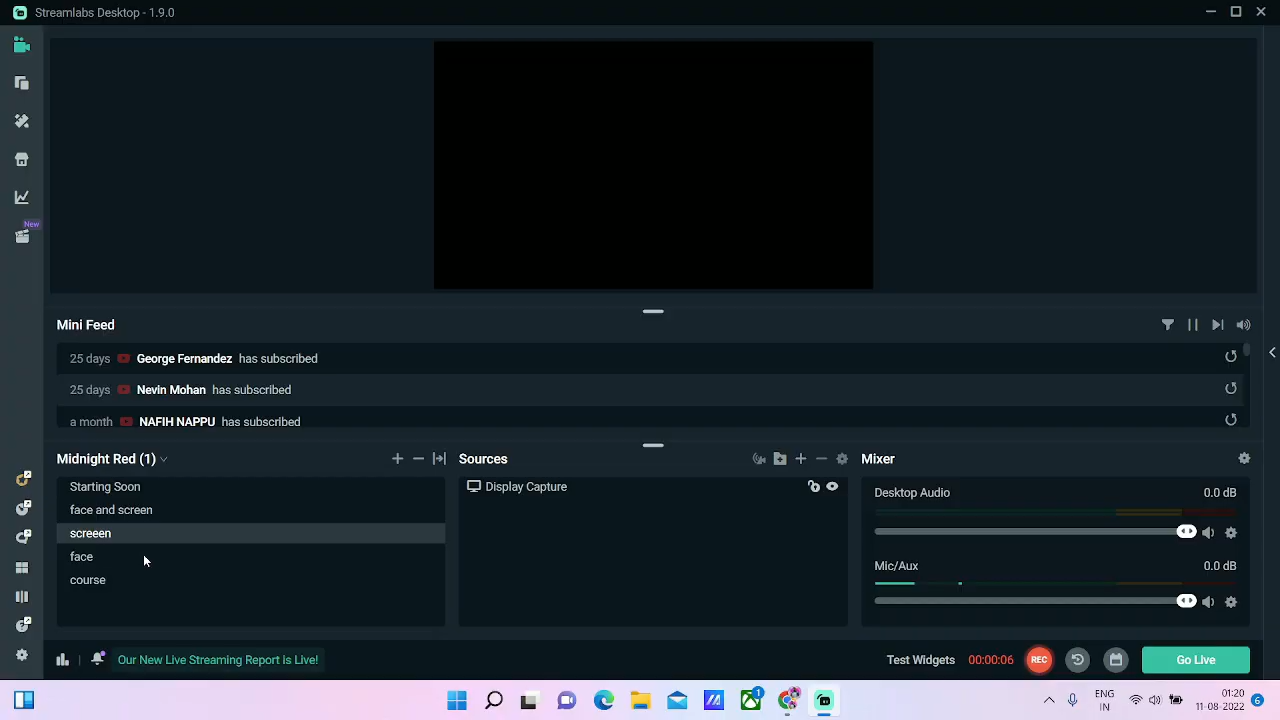 Streamlabs Desktop - 1.9.0
New
Mini Feed
25 days George Fernandez has subscribed
25 days Nevin Mohan has subscribed
a month NAFIH NAPPU has subscribed
Midnight Red (1)
Starting Soon
face and screen
screeen
face
course
Sources
Display Capture
Mixer
Desktop Audio 0.0 dB
Mic/Aux 0.0 dB
Our New Live Streaming Report is Live!
Test Widgets 00:00:06 REC Go Live
1
ENG
IN
01:20
11-08-2022
6